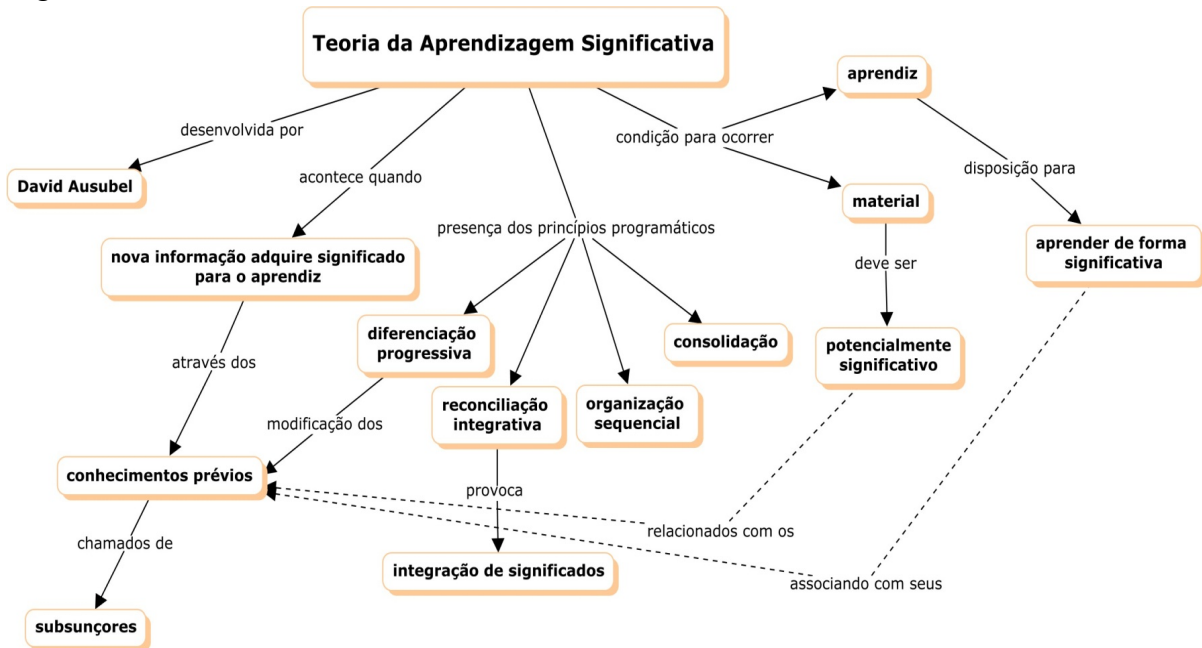 Teoria da Aprendizagem Significativa
aprendiz
desenvolvida por
condição para ocorrer
disposição para
David Ausubel
acontece quando
material
presença dos princípios programáticos
nova informação adquire significado
para o aprendiz
deve ser
aprender de forma
significativa
diferenciação
progressiva
consolidação
potencialmente
significativo
através dos
reconciliação
integrativa
organização
sequencial
modificação dos
conhecimentos prévios
provoca
relacionados com os
chamados de
integração de significados
associando com seus
subsunçores